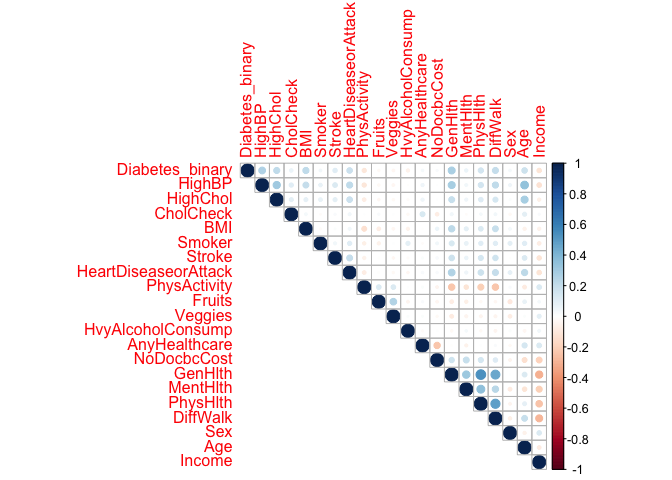 Diabetes_binary
HighBP
HighChol
CholCheck
BMI
Smoker
Stroke
HeartDiseaseorAttack
PhysActivity
Fruits
Veggies
HvyAlcoholConsump
AnyHealthcare
NoDocbcCost
GenHlth
MentHlth
PhysHlth
DiffWalk
Sex
Age
Income
Diabetes_binary
HighBP
HighChol
CholCheck
BMI
Smoker
Stroke
HeartDiseaseorAttack
PhysActivity
Fruits
Veggies
HvyAlcoholConsump
AnyHealthcare
NoDocbcCost
GenHlth
MentHlth
PhysHlth
DiffWalk
Sex
Age
Income
1
0.8
0.6
0.4
0.2
0
-0.2
-0.4
-0.6
-0.8
-1